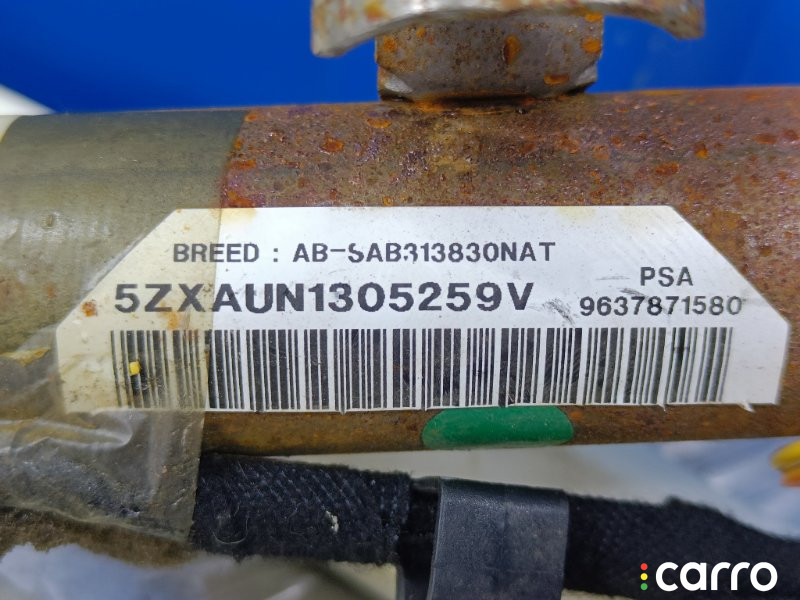 BREED : AB-SAB313830NAT
5ZXAUN1305259V
PSA
9637871580
carro